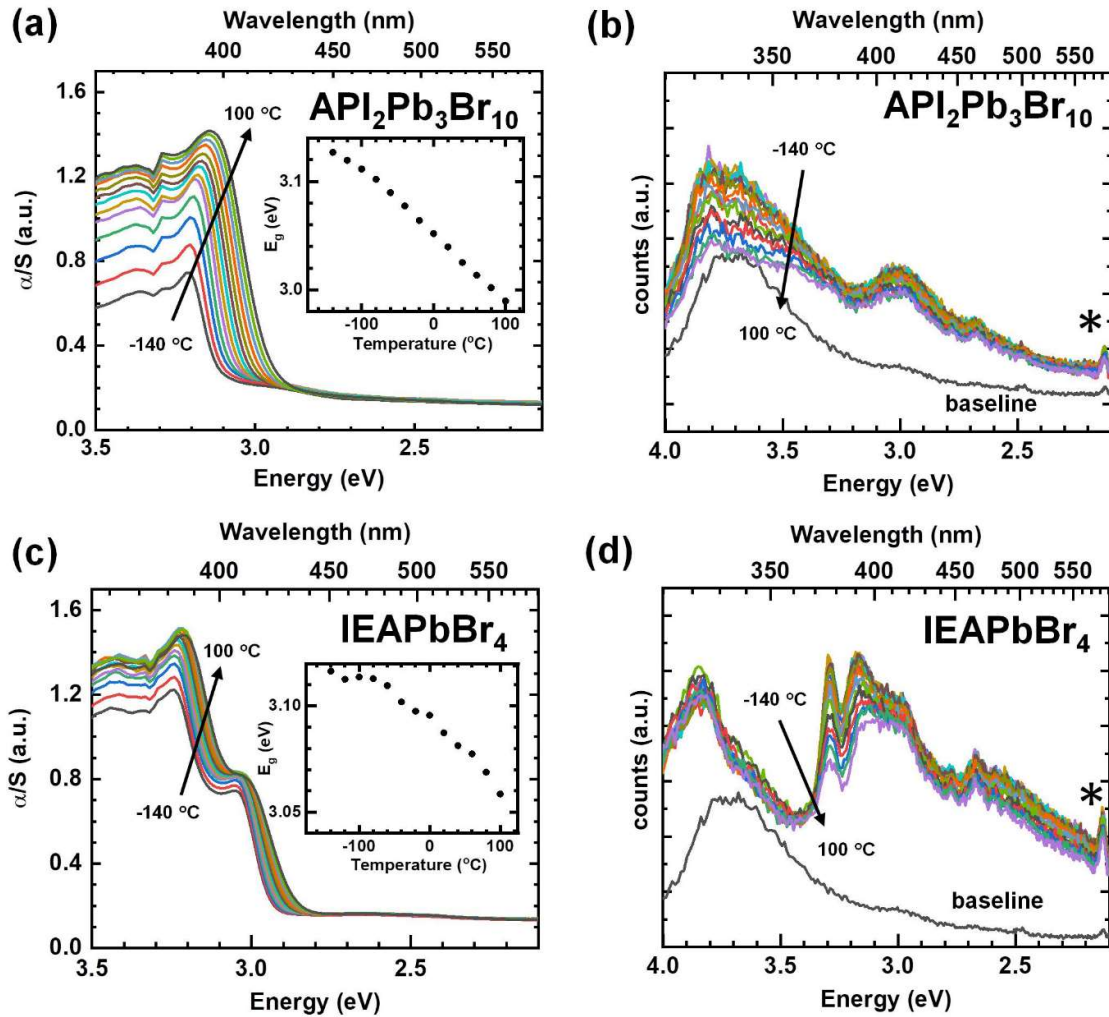 (a)
Wavelength (nm)
400 450 500 550
1.6
1.2
0.8
0.4
0.0
α/S (a.u.)
100 °C
API₂Pb₃Br₁₀
-140 °C
3.1
3.0
E_g (eV)
-100 0 100
Temperature (°C)
3.5 3.0 2.5
Energy (eV)
(b)
Wavelength (nm)
350 400 450 500 550
counts (a.u.)
API₂Pb₃Br₁₀
-140 °C
100 °C
*
baseline
4.0 3.5 3.0 2.5
Energy (eV)
(c)
Wavelength (nm)
400 450 500 550
1.6
1.2
0.8
0.4
0.0
α/S (a.u.)
IEAPbBr₄
100 °C
-140 °C
3.10
3.05
E_g (eV)
-100 0 100
Temperature (°C)
3.5 3.0 2.5
Energy (eV)
(d)
Wavelength (nm)
350 400 450 500 550
counts (a.u.)
IEAPbBr₄
-140 °C
100 °C
*
baseline
4.0 3.5 3.0 2.5
Energy (eV)